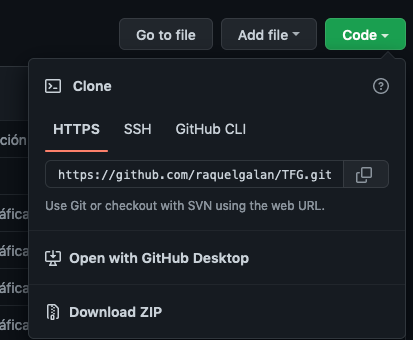 Go to file
Add file
Code
Clone
HTTPS
SSH
GitHub CLI
https://github.com/raquelgalan/TFG.git
Use Git or checkout with SVN using the web URL.
Open with GitHub Desktop
Download ZIP
ción
áfica
áfica
áfica
áfica